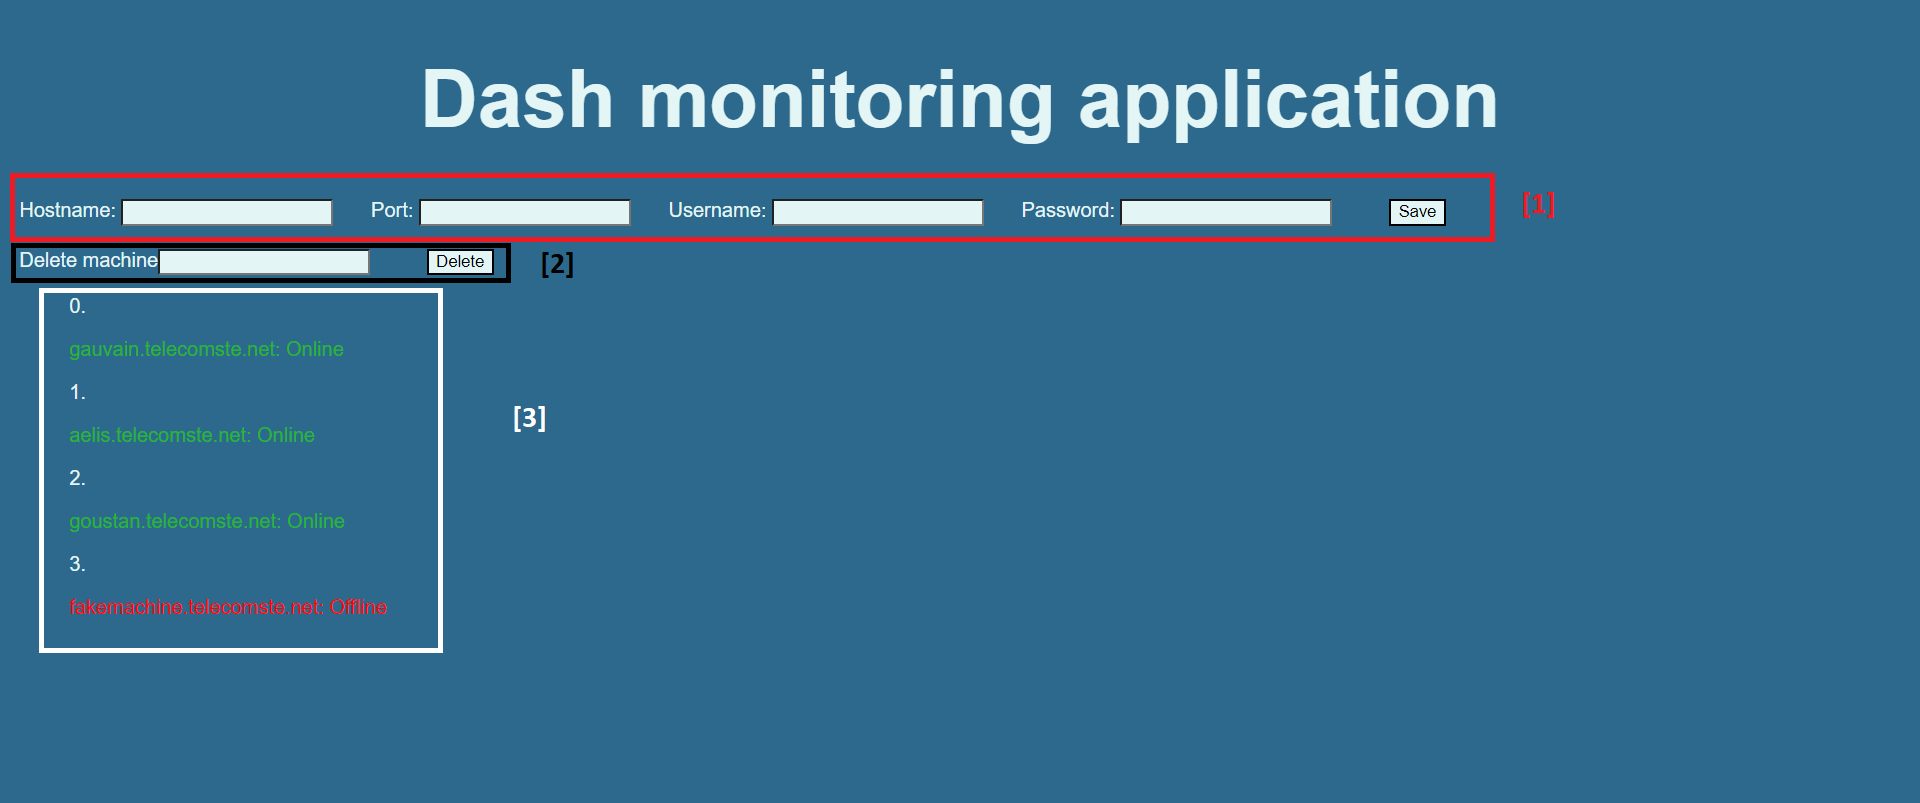 Dash monitoring application
Hostname: Port: Username: Password: Save [1]
Delete machine Delete [2]
0.
gauvain.telecomste.net: Online
1.
[3]
aelis.telecomste.net: Online
2.
goustan.telecomste.net: Online
3.
fakemachine.telecomste.net: Offline